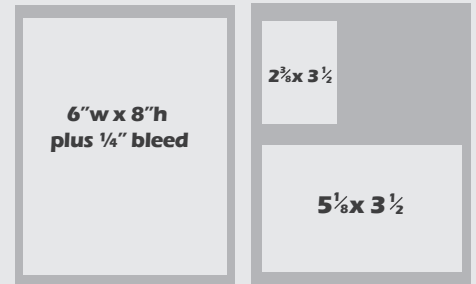 6”w x 8”h
plus ¼” bleed
2⅜x 3½
5⅛x 3½